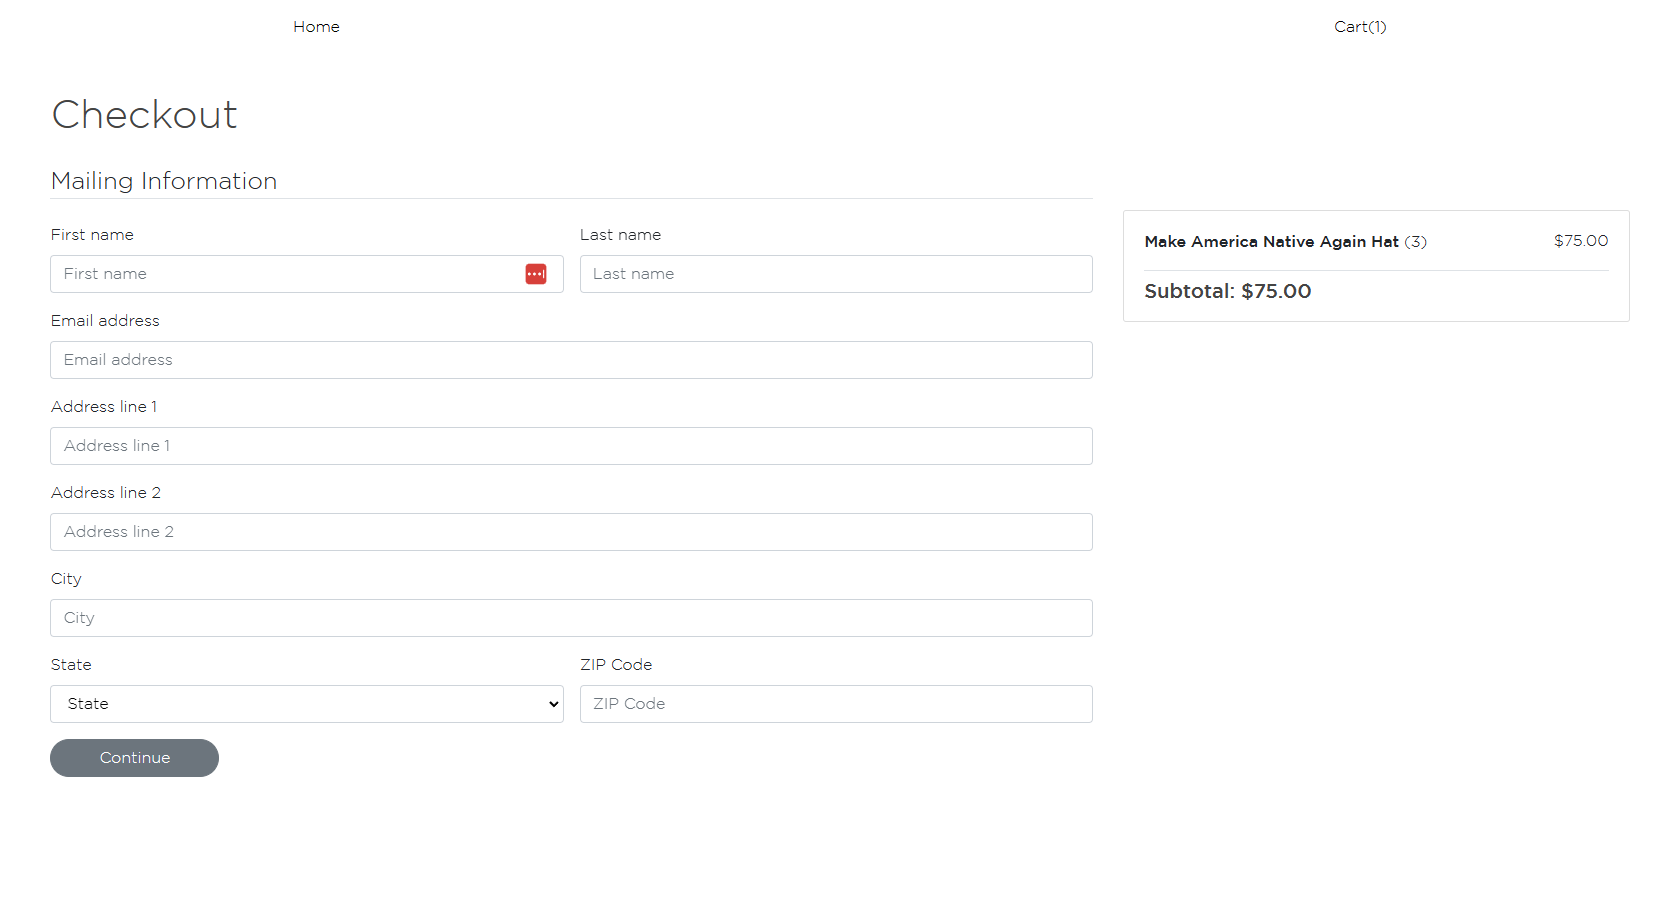 Home
Cart(1)
Checkout
Mailing Information
First name
Last name
First name
Last name
Email address
Email address
Address line 1
Address line 1
Address line 2
Address line 2
City
City
State
ZIP Code
State
ZIP Code
Continue
Make America Native Again Hat (3)
$75.00
Subtotal: $75.00